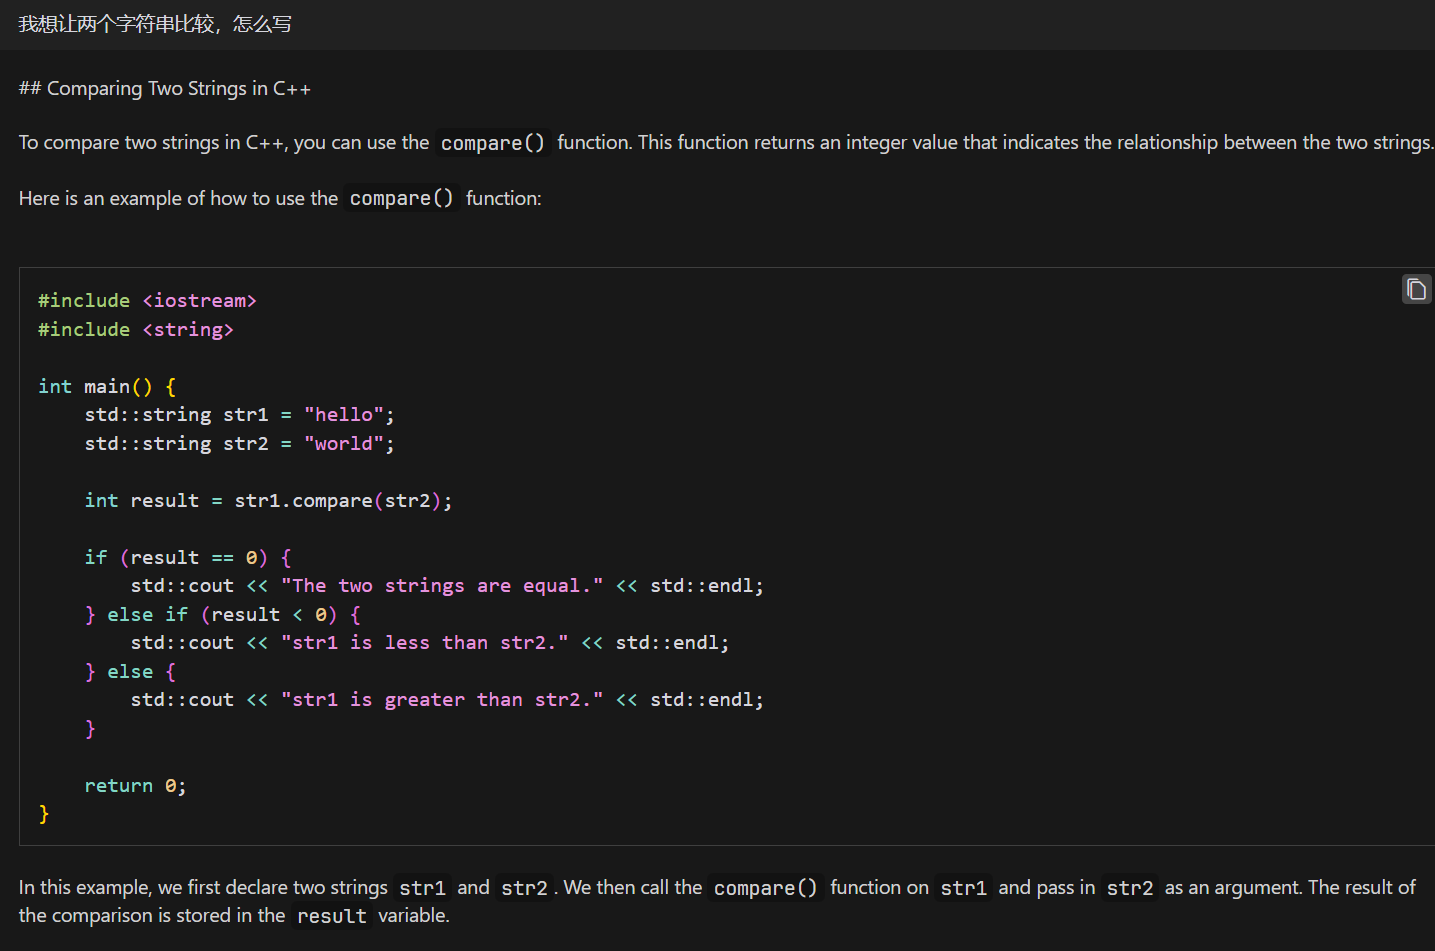 我想让两个字符串比较，怎么写
## Comparing Two Strings in C++
To compare two strings in C++, you can use the compare() function. This function returns an integer value that indicates the relationship between the two strings.
Here is an example of how to use the compare() function:
#include <iostream>
#include <string>
int main() {
    std::string str1 = "hello";
    std::string str2 = "world";
    int result = str1.compare(str2);
    if (result == 0) {
        std::cout << "The two strings are equal." << std::endl;
    } else if (result < 0) {
        std::cout << "str1 is less than str2." << std::endl;
    } else {
        std::cout << "str1 is greater than str2." << std::endl;
    }
    return 0;
}
In this example, we first declare two strings str1 and str2. We then call the compare() function on str1 and pass in str2 as an argument. The result of
the comparison is stored in the result variable.